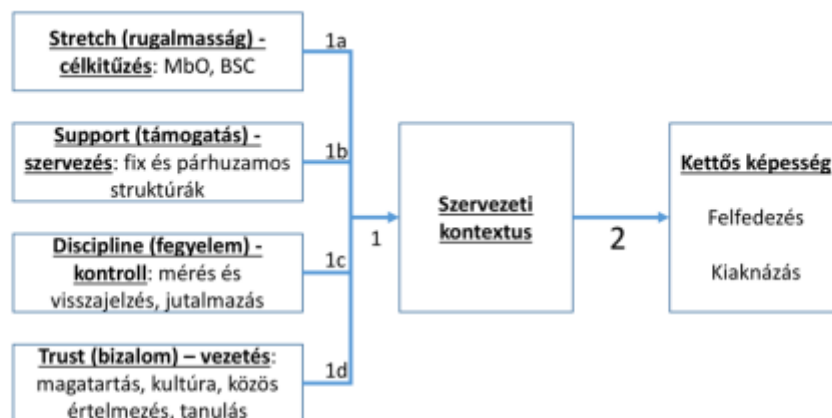 Stretch (rugalmasság) -
célkitűzés: MbO, BSC
1a
Support (támogatás) -
szervezés: fix és párhuzamos
struktúrák
1b
Discipline (fegyelem) -
kontroll: mérés és
visszajelzés, jutalmazás
1c
Trust (bizalom) – vezetés:
magatartás, kultúra, közös
értelmezés, tanulás
1d
1
Szervezeti
kontextus
2
Kettős képesség
Felfedezés
Kiaknázás